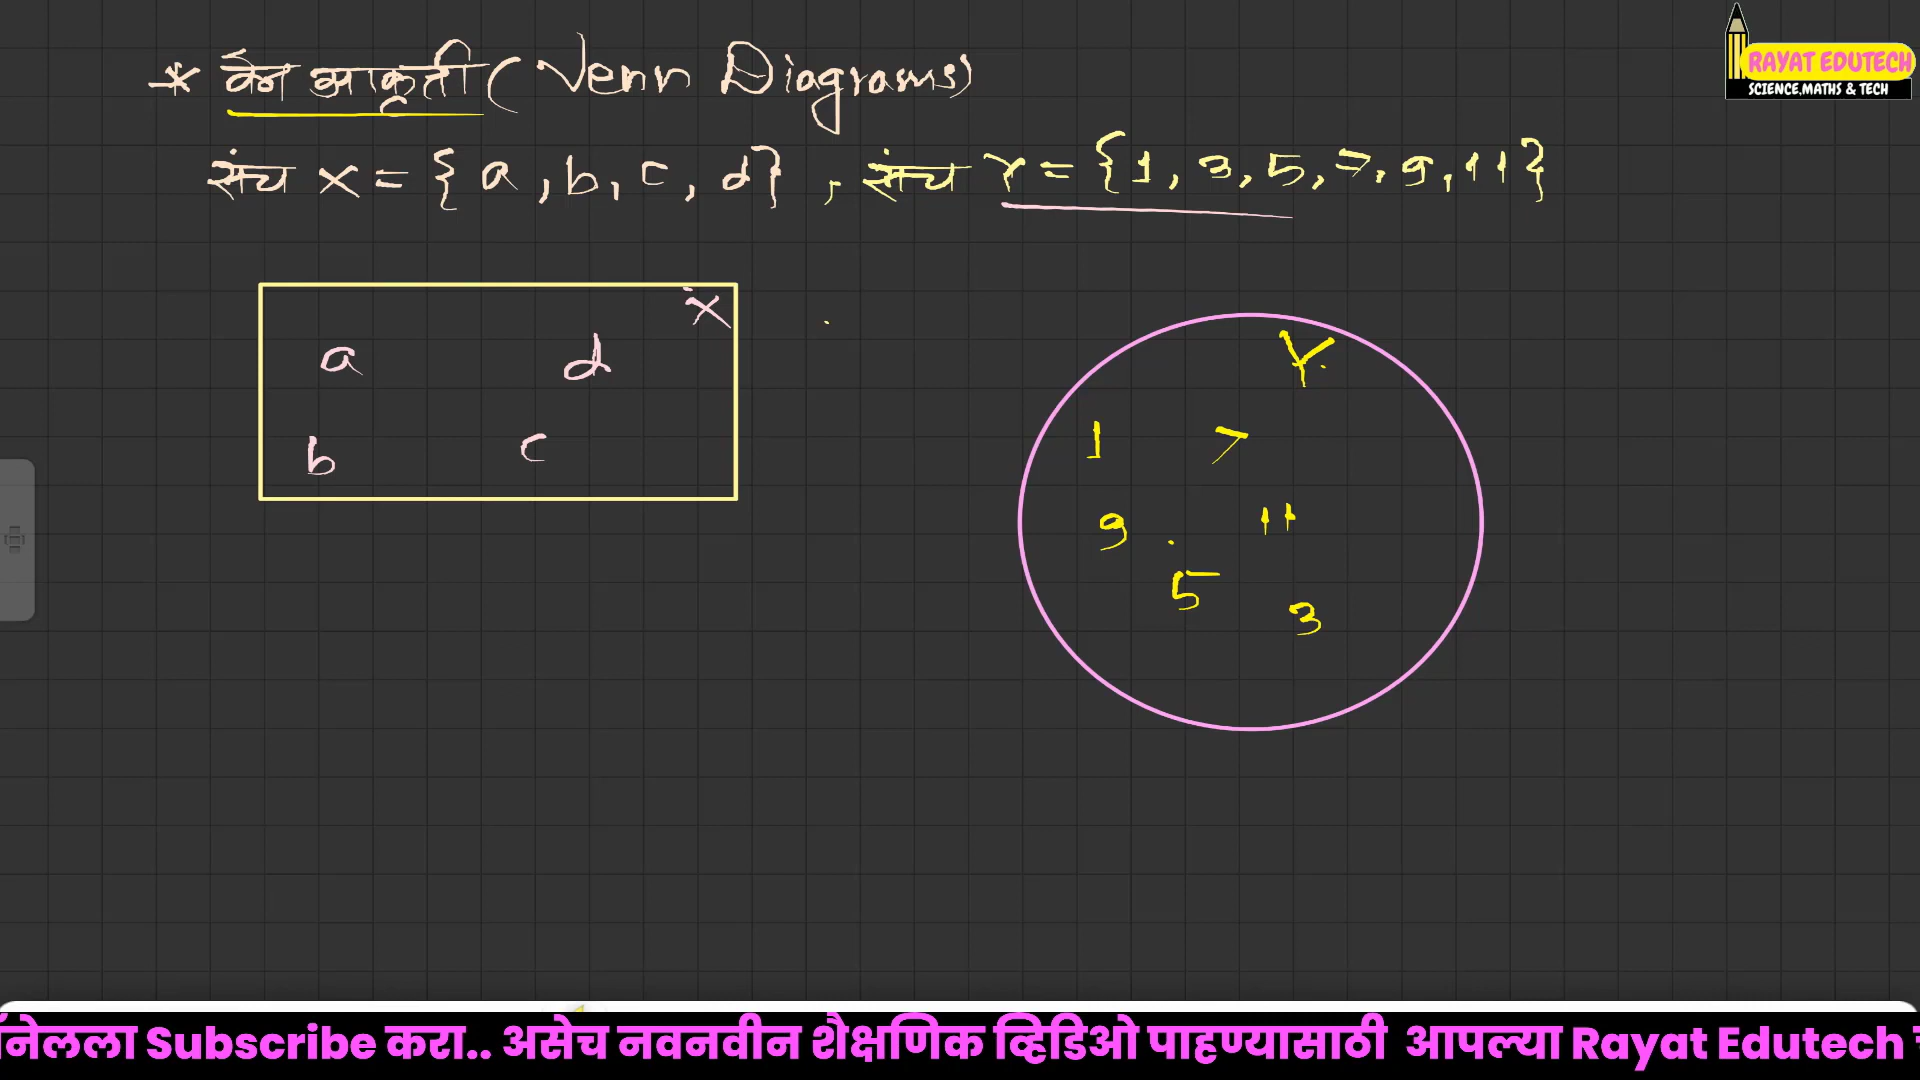 * वेन आकृती ( Venn Diagrams)
संच X = { a , b , c , d } , संच Y = { 1 , 3 , 5 , 7 , 9 , 11 }
RAYAT EDUTECH
SCIENCE,MATHS & TECH
X
a d
b c
Y
1 7
9 11
5 3
Subscribe करा.. असेच नवनवीन शैक्षणिक व्हिडिओ पाहण्यासाठी आपल्या Rayat Edutech